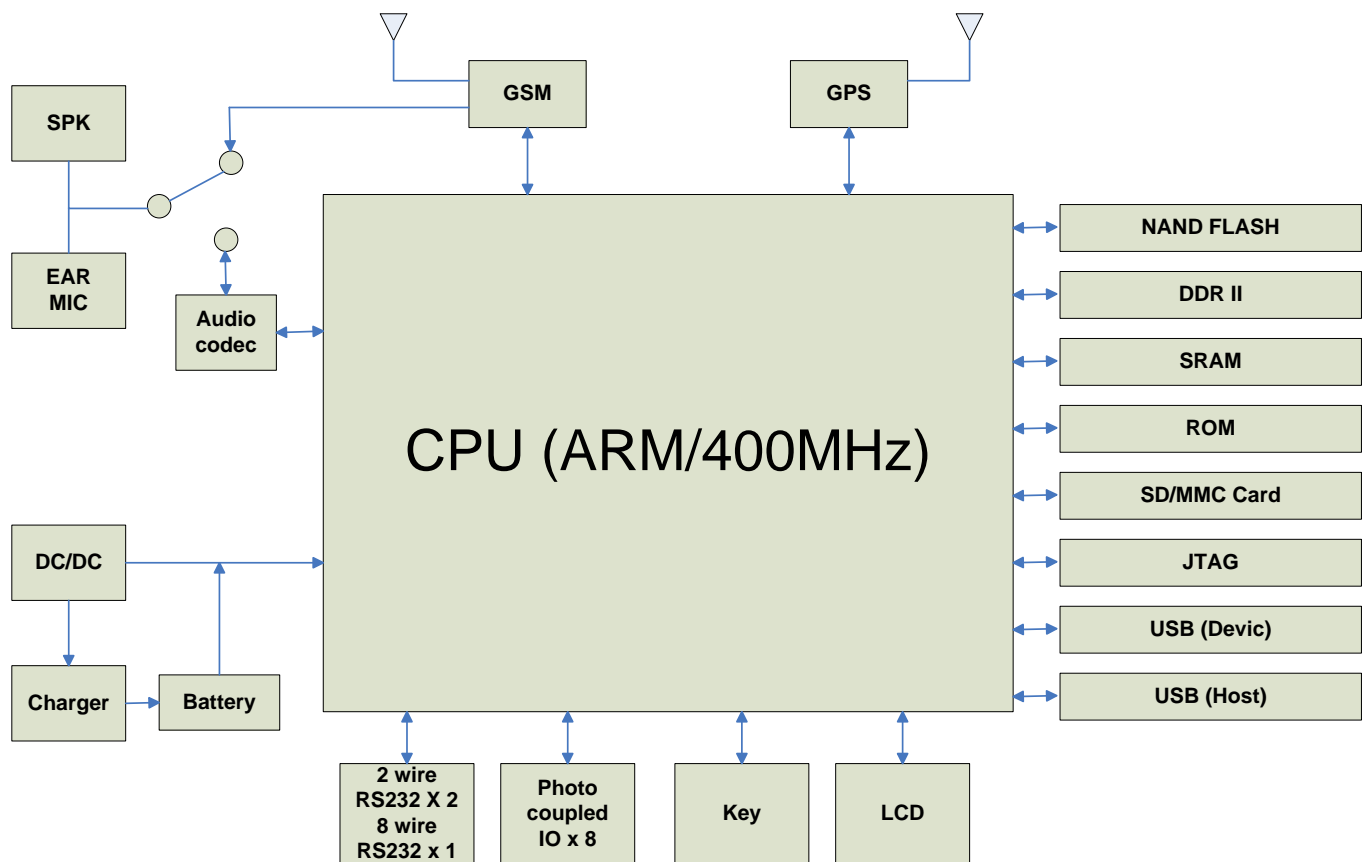 GSM
GPS
SPK
EAR
MIC
Audio
codec
CPU (ARM/400MHz)
NAND FLASH
DDR II
SRAM
ROM
SD/MMC Card
JTAG
USB (Devic)
USB (Host)
DC/DC
Charger
Battery
2 wire
RS232 X 2
8 wire
RS232 x 1
Photo
coupled
IO x 8
Key
LCD